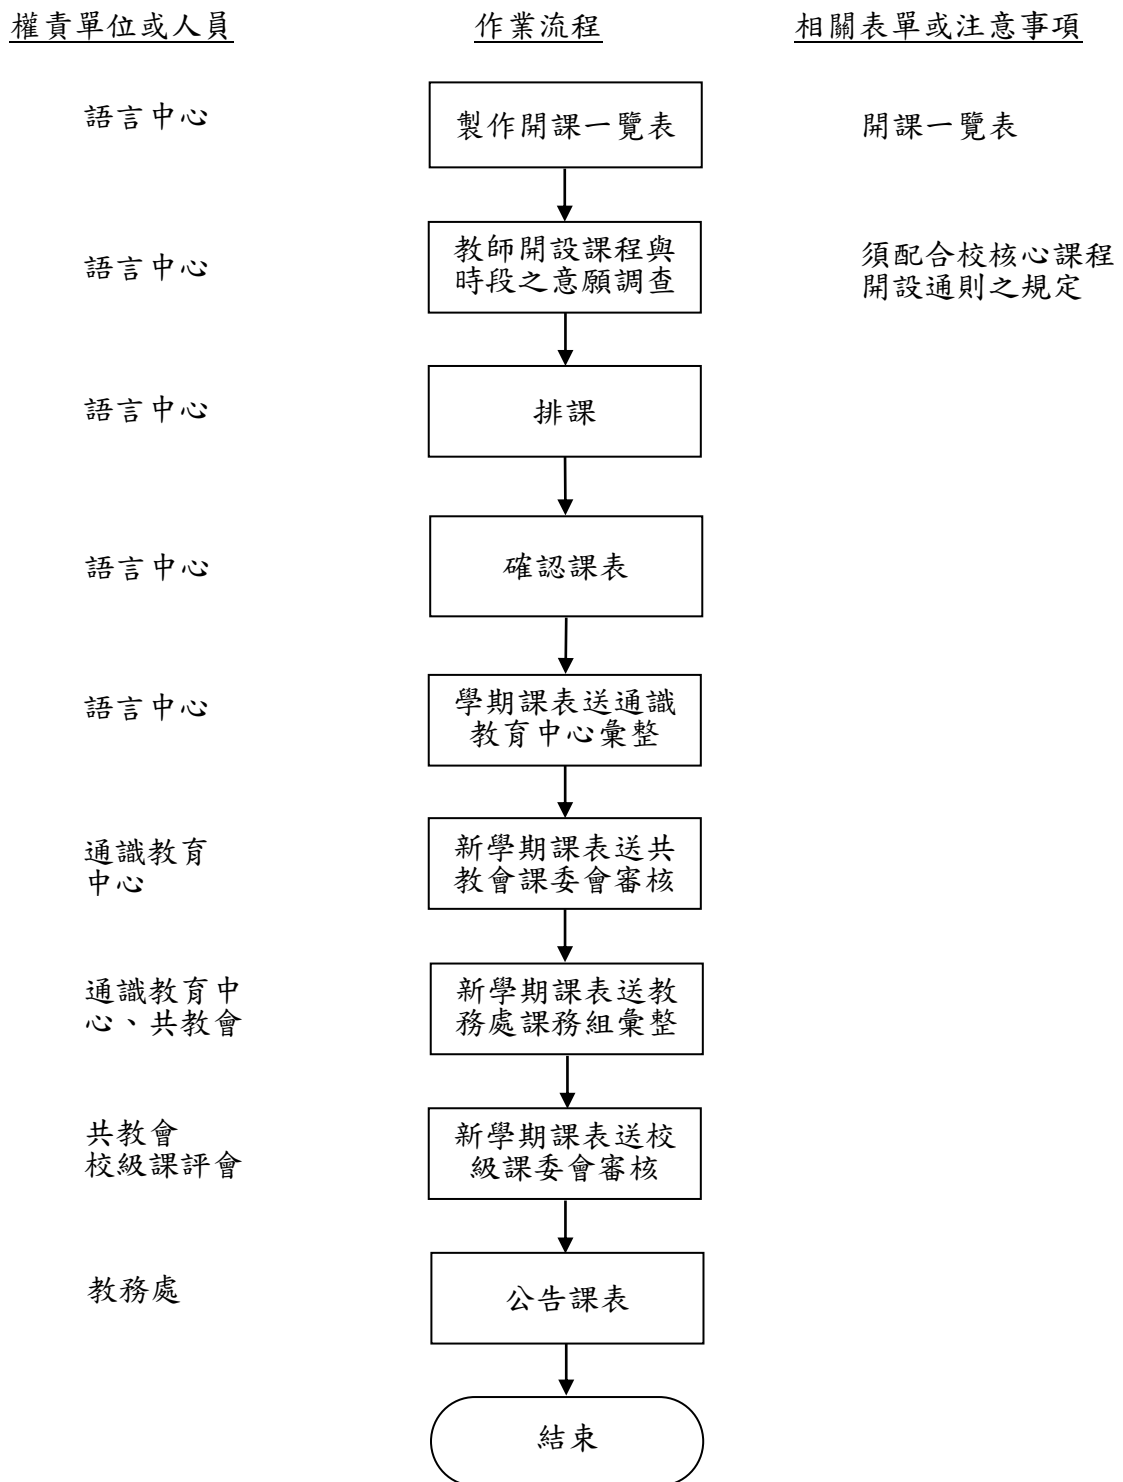 權責單位或人員
作業流程
相關表單或注意事項
語言中心
製作開課一覽表
開課一覽表
語言中心
教師開設課程與
時段之意願調查
須配合校核心課程
開設通則之規定
語言中心
排課
語言中心
確認課表
語言中心
學期課表送通識
教育中心彙整
通識教育
中心
新學期課表送共
教會課委會審核
通識教育中
心、共教會
新學期課表送教
務處課務組彙整
共教會
校級課評會
新學期課表送校
級課委會審核
教務處
公告課表
結束